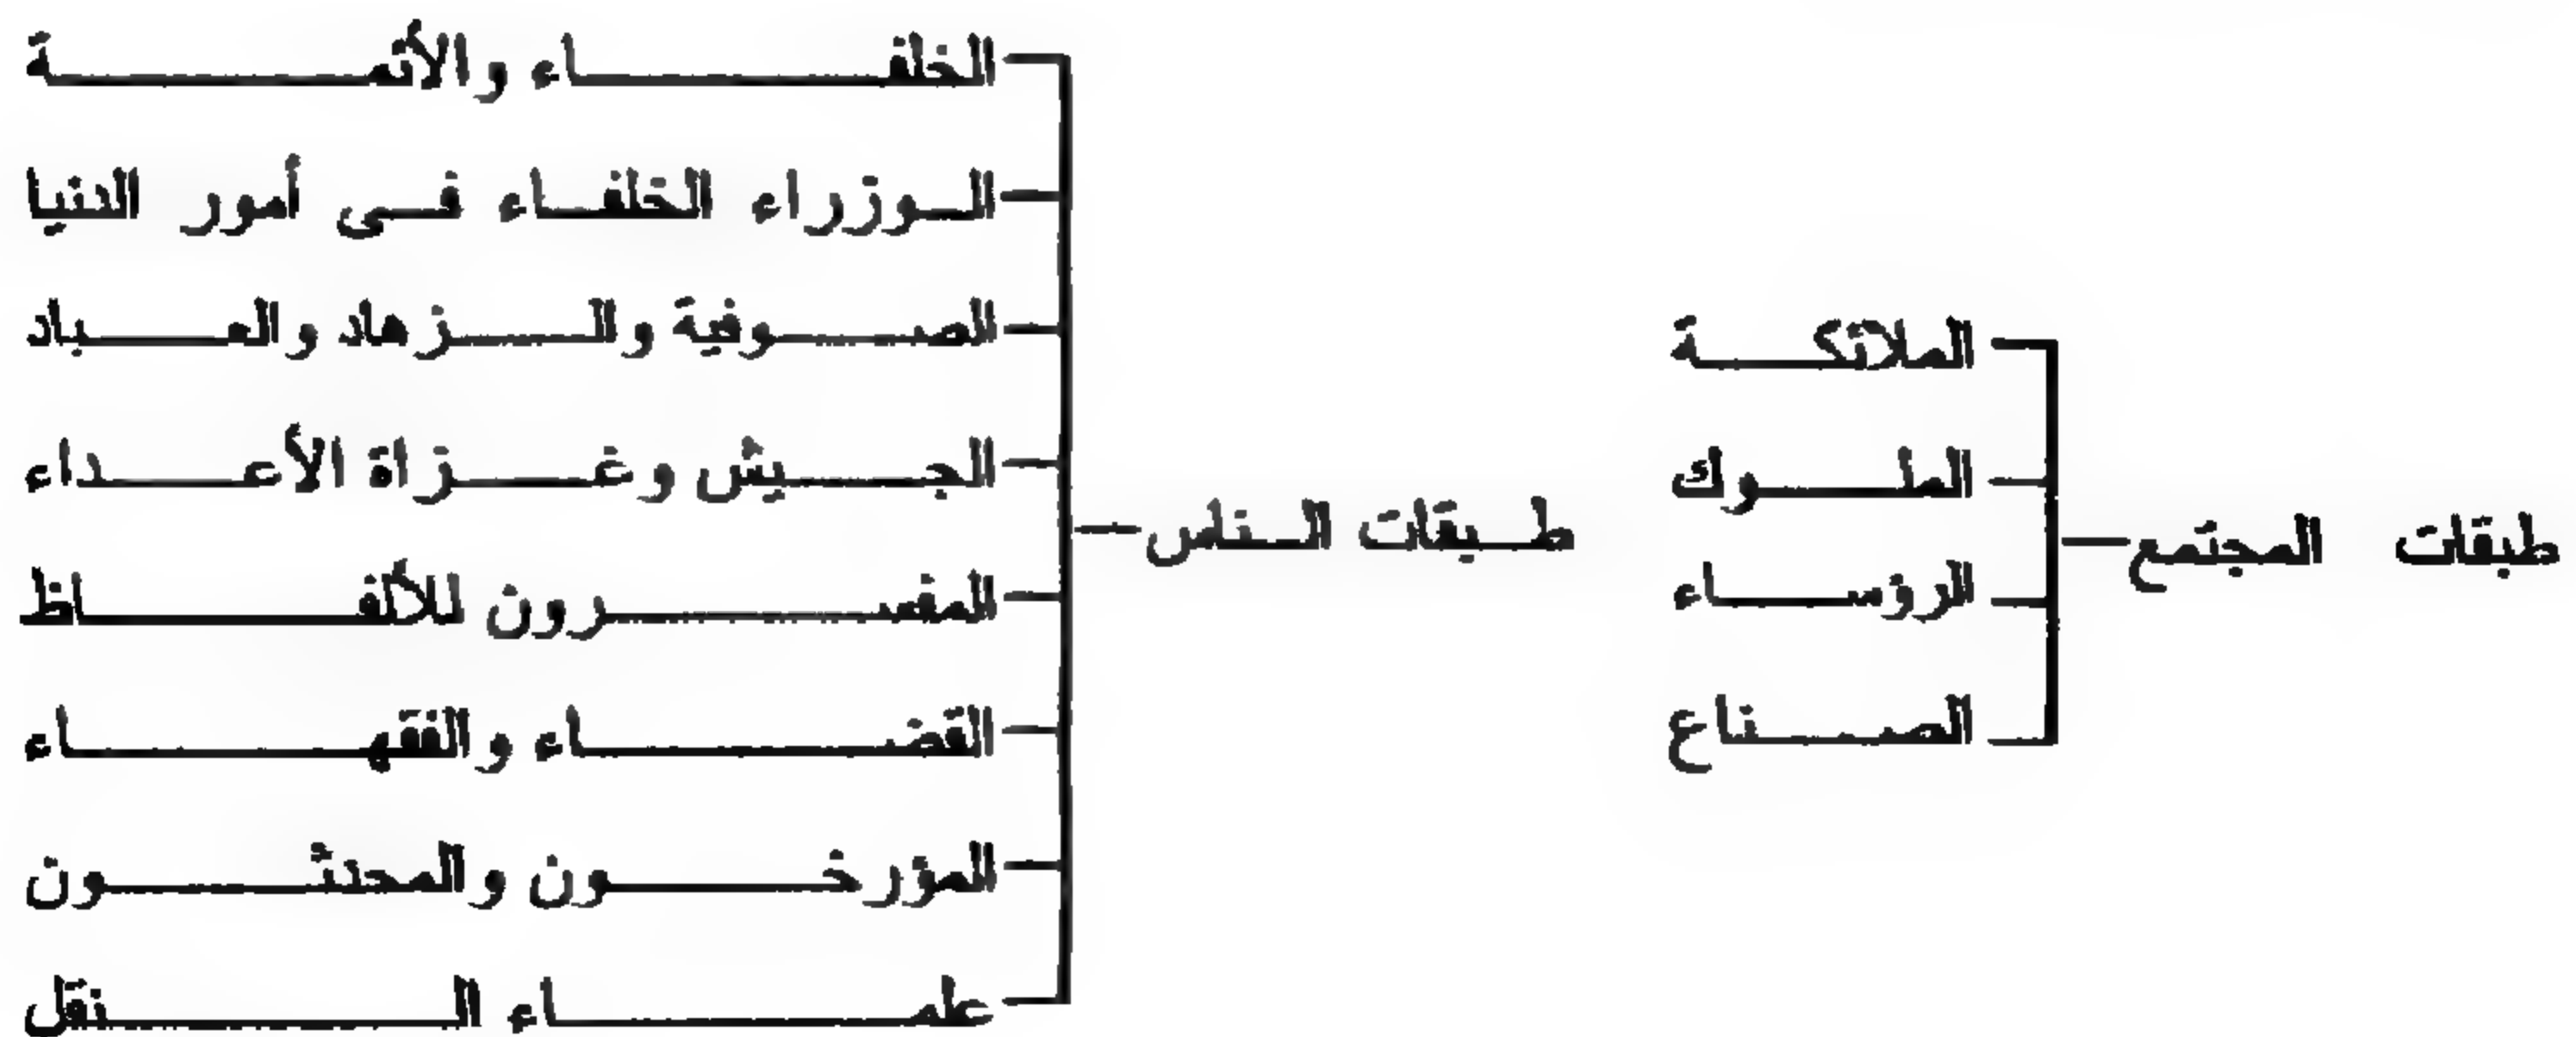 طبقات المجتمع
الملائكة
الملوك
الرؤساء
الصناع
طبقات الناس
الخلفاء والأئمة
الوزراء الخلفاء فى أمور الدنيا
الصوفية والزهاد والعباد
الجيش وغزاة الأعداء
المفسرون للألفاظ
القضاء والفقهاء
المؤرخون والمحدثون
علماء النقل